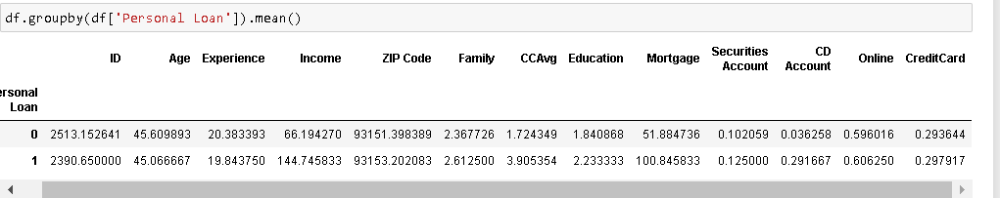 df.groupby(df['Personal Loan']).mean()
ID Age Experience Income ZIP Code Family CCAvg Education Mortgage Securities Account CD Account Online CreditCard
ersonal
Loan
0 2513.152641 45.609893 20.383393 66.194270 93151.398389 2.367726 1.724349 1.840868 51.884736 0.102059 0.036258 0.596016 0.293644
1 2390.650000 45.066667 19.843750 144.745833 93153.202083 2.612500 3.905354 2.233333 100.845833 0.125000 0.291667 0.606250 0.297917